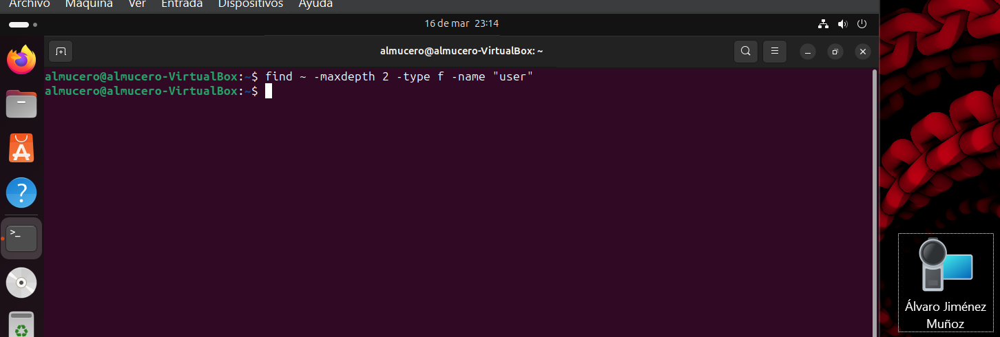 Archivo Máquina Ver Entrada Dispositivos Ayuda
16 de mar 23:14
almucero@almucero-VirtualBox: ~
almucero@almucero-VirtualBox:~$ find ~ -maxdepth 2 -type f -name "user"
almucero@almucero-VirtualBox:~$
>_
Álvaro Jiménez
Muñoz